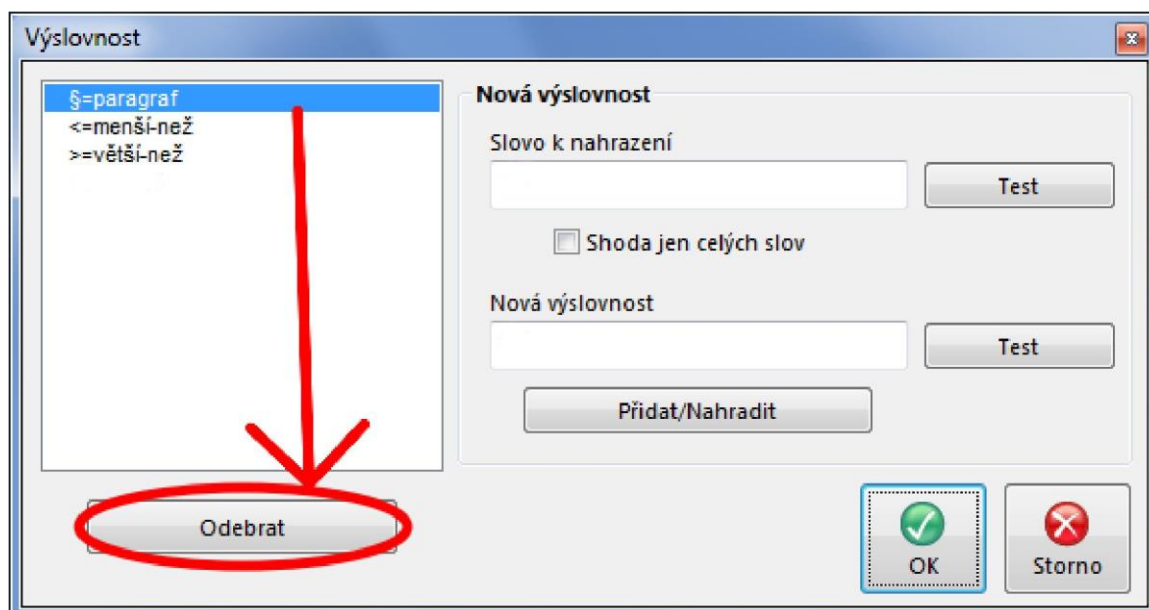 Výslovnost
§=paragraf
<=menší-než
>=větší-než
Odebrat
Nová výslovnost
Slovo k nahrazení
Test
Shoda jen celých slov
Nová výslovnost
Test
Přidat/Nahradit
OK
Storno